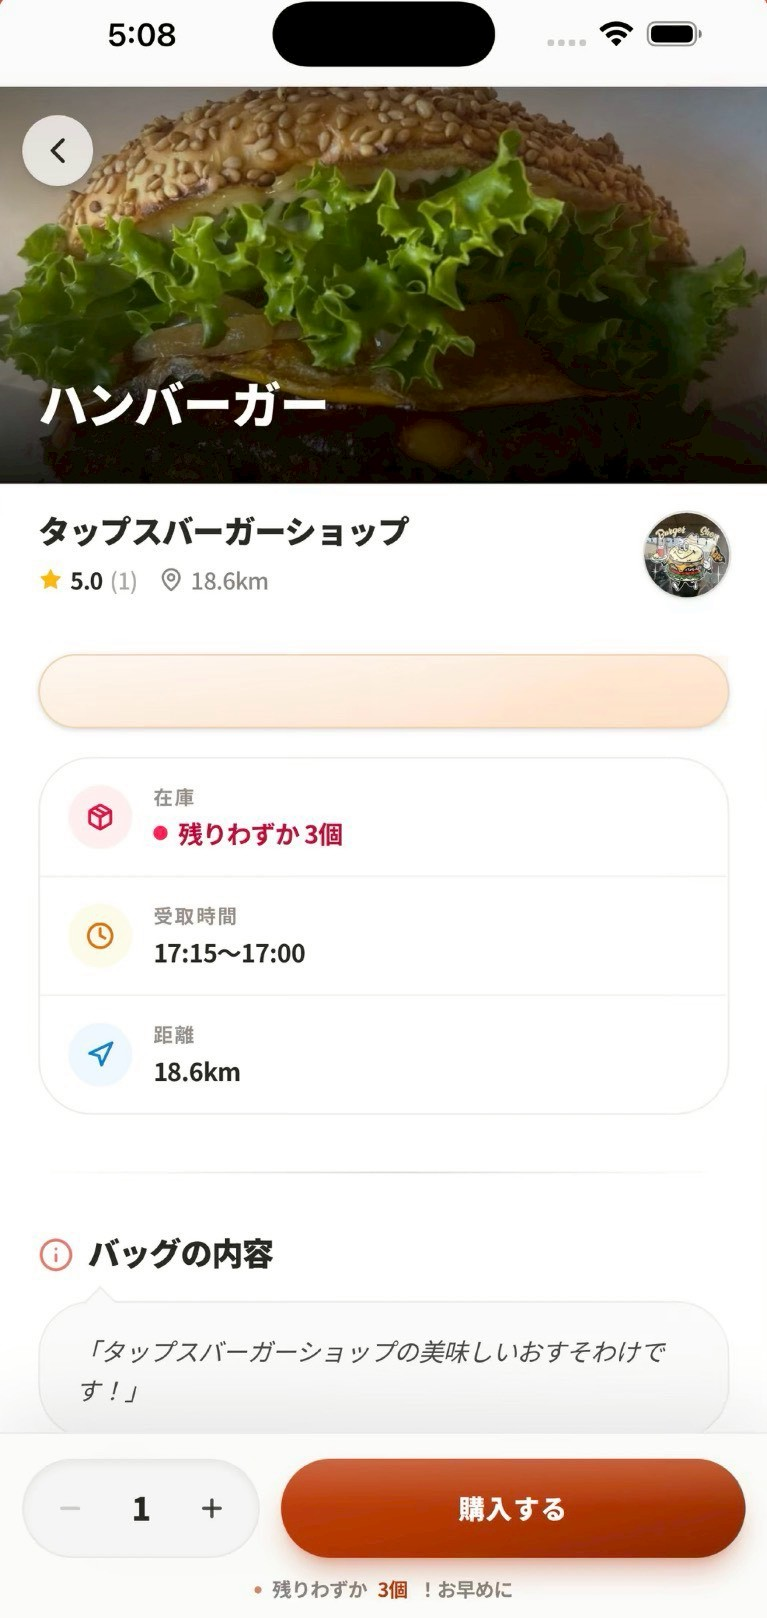 5:08
ハンバーガー
タップスバーガーショップ
5.0 (1) 18.6km
Burger Shop
在庫
残りわずか 3個
受取時間
17:15〜17:00
距離
18.6km
バッグの内容
「タップスバーガーショップの美味しいおすそわけで
す！」
1
購入する
残りわずか 3個 ！お早めに